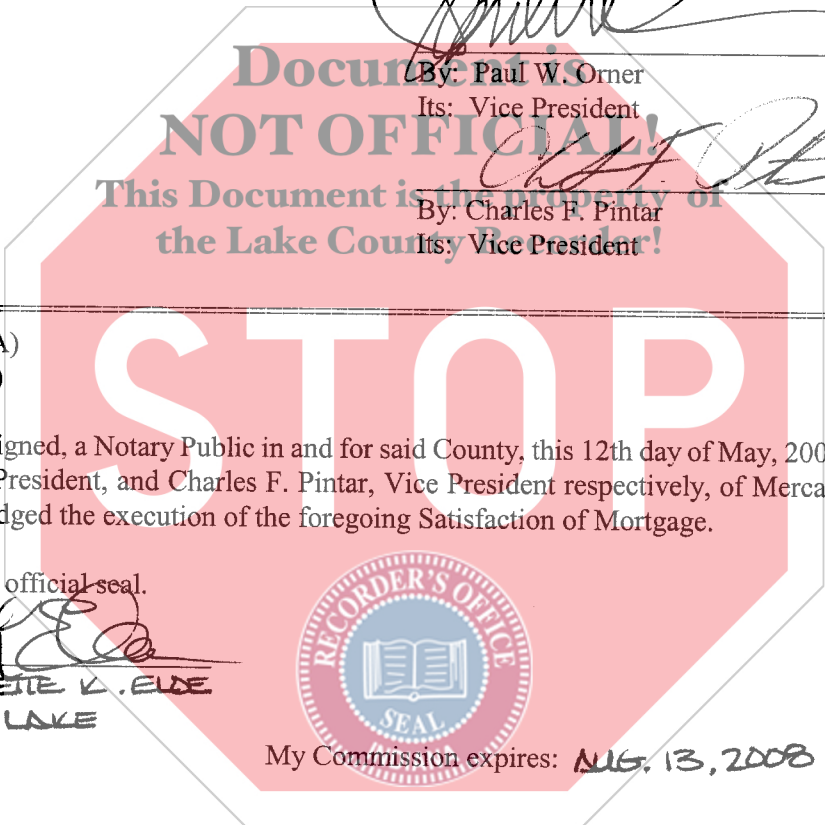 Document is
By: Paul W. Orner
Its: Vice President
NOT OFFICIAL!
This Document is the property of
By: Charles F. Pintar
the Lake County Recorder!
Its: Vice President
A)
)
STOP
igned, a Notary Public in and for said County, this 12th day of May, 200
President, and Charles F. Pintar, Vice President respectively, of Merca
dged the execution of the foregoing Satisfaction of Mortgage.
official seal.
RECORDER'S OFFICE
ETTE K. ELDE
SEAL
LAKE
INDIANA
My Commission expires: AUG. 13, 2008